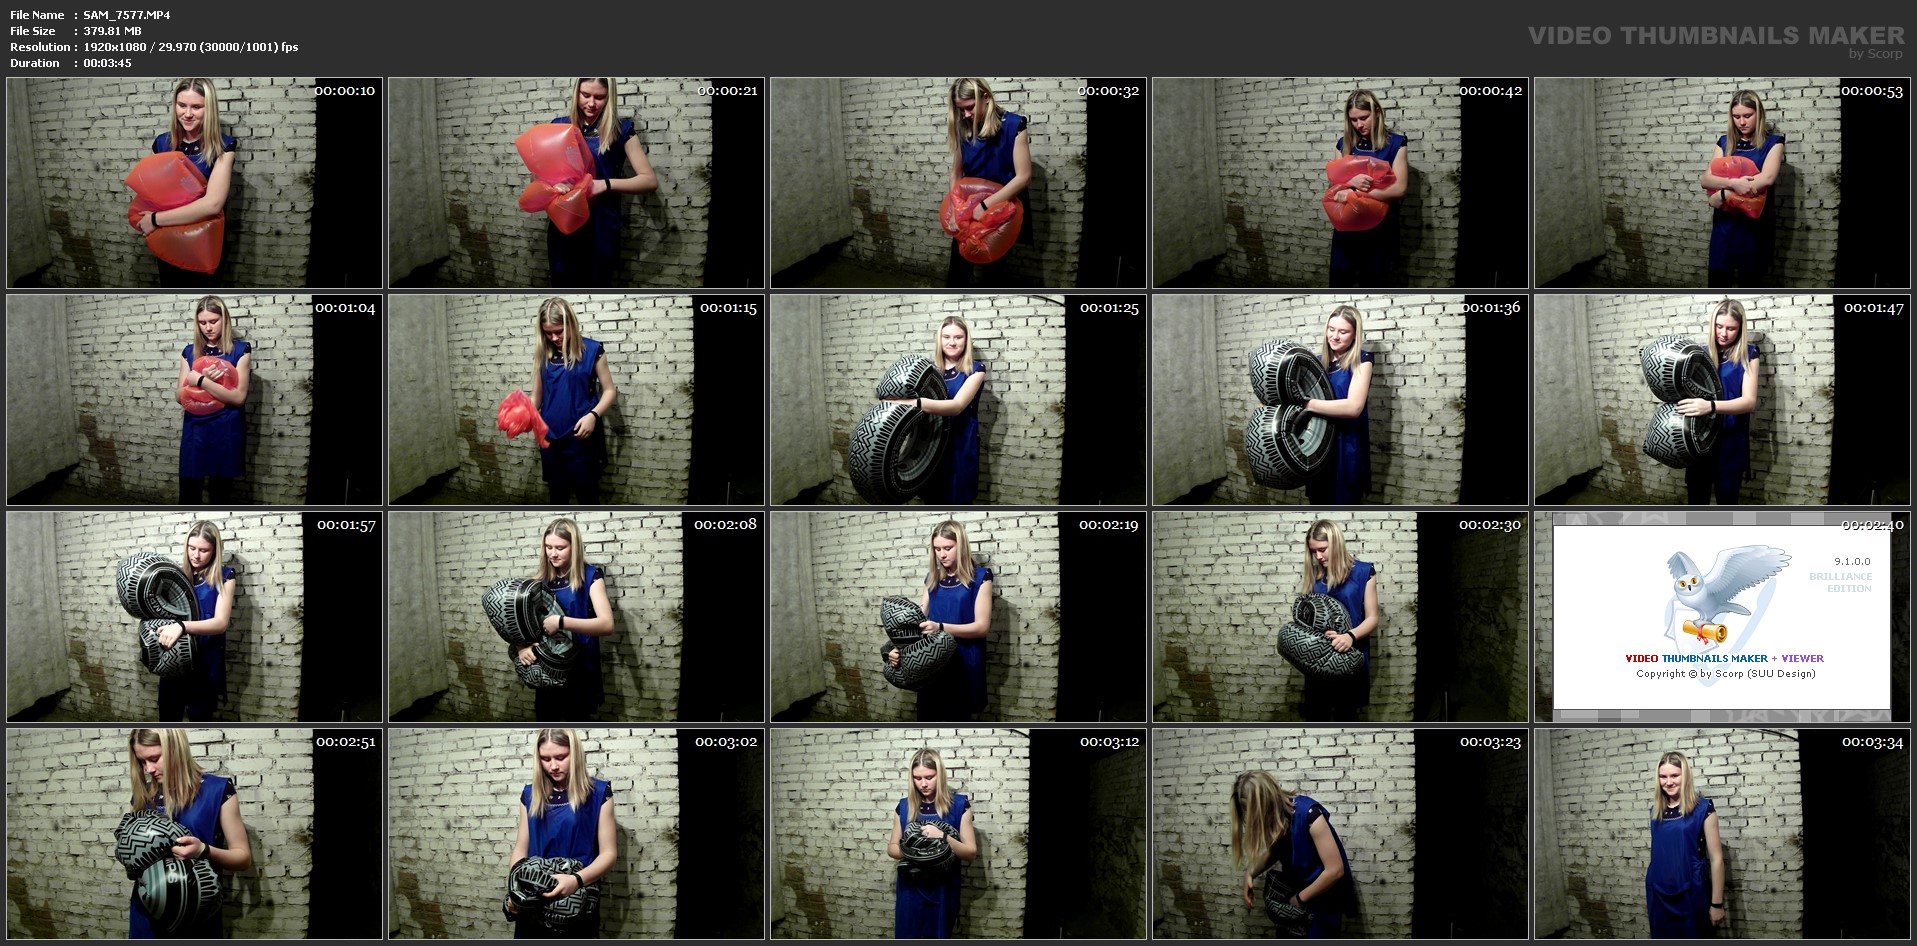 File Name : SAM_7577.MP4
File Size : 379.81 MB
Resolution : 1920x1080 / 29.970 (30000/1001) fps
Duration : 00:03:45
VIDEO THUMBNAILS MAKER
by Scorp
00:00:10
00:00:21
00:00:32
00:00:42
00:00:53
00:01:04
00:01:15
00:01:25
00:01:36
00:01:47
00:01:57
00:02:08
00:02:19
00:02:30
00:02:40
9.1.0.0
BRILLIANCE
EDITION
VIDEO THUMBNAILS MAKER + VIEWER
Copyright © by Scorp (SUU Design)
00:02:51
00:03:02
00:03:12
00:03:23
00:03:34